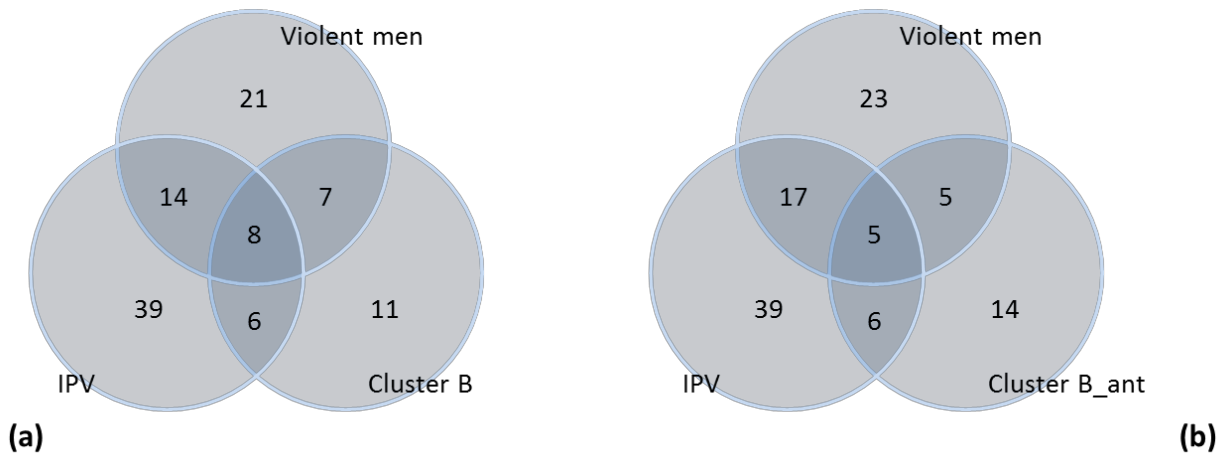 Violent men
21
14
7
8
39
6
11
IPV
Cluster B
(a)
Violent men
23
17
5
5
39
6
14
IPV
Cluster B_ant
(b)